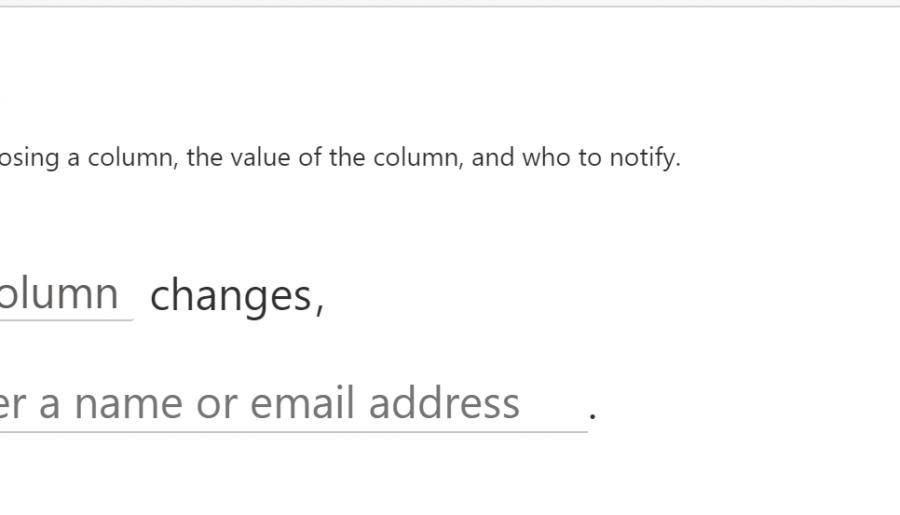 osing a column, the value of the column, and who to notify.
olumn changes,
er a name or email address .